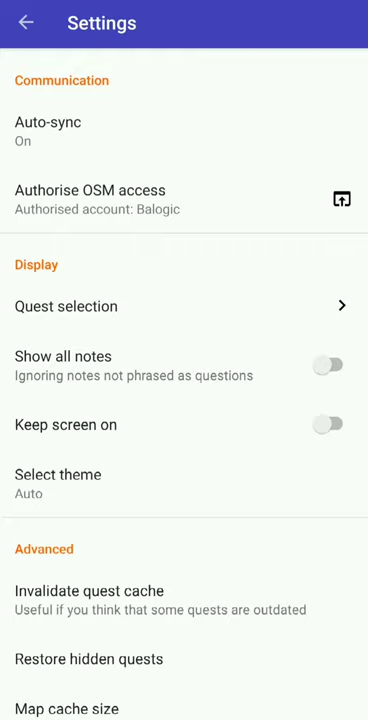 Settings
Communication
Auto-sync
On
Authorise OSM access
Authorised account: Balogic
Display
Quest selection
Show all notes
Ignoring notes not phrased as questions
Keep screen on
Select theme
Auto
Advanced
Invalidate quest cache
Useful if you think that some quests are outdated
Restore hidden quests
Map cache size